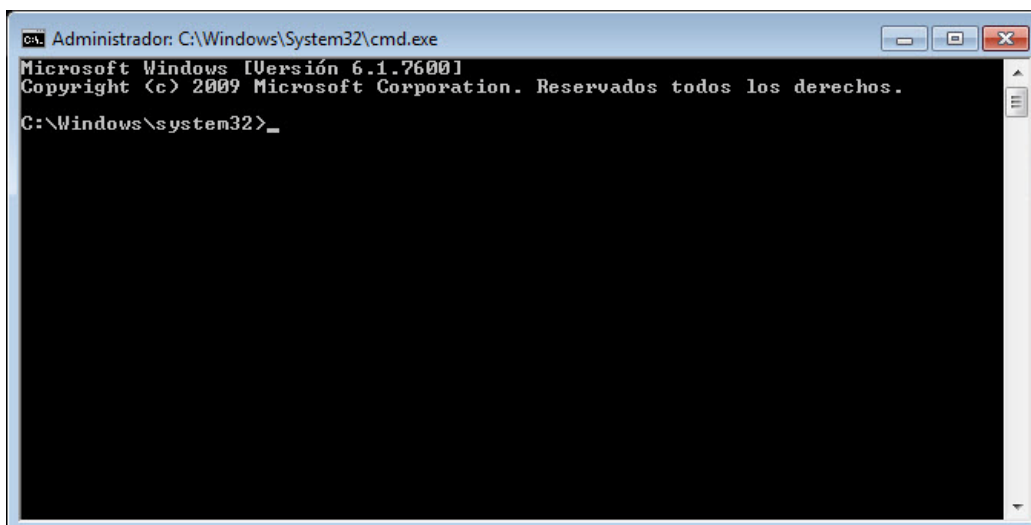 Administrador: C:\Windows\System32\cmd.exe
Microsoft Windows [Versión 6.1.7600]
Copyright (c) 2009 Microsoft Corporation. Reservados todos los derechos.
C:\Windows\system32>_